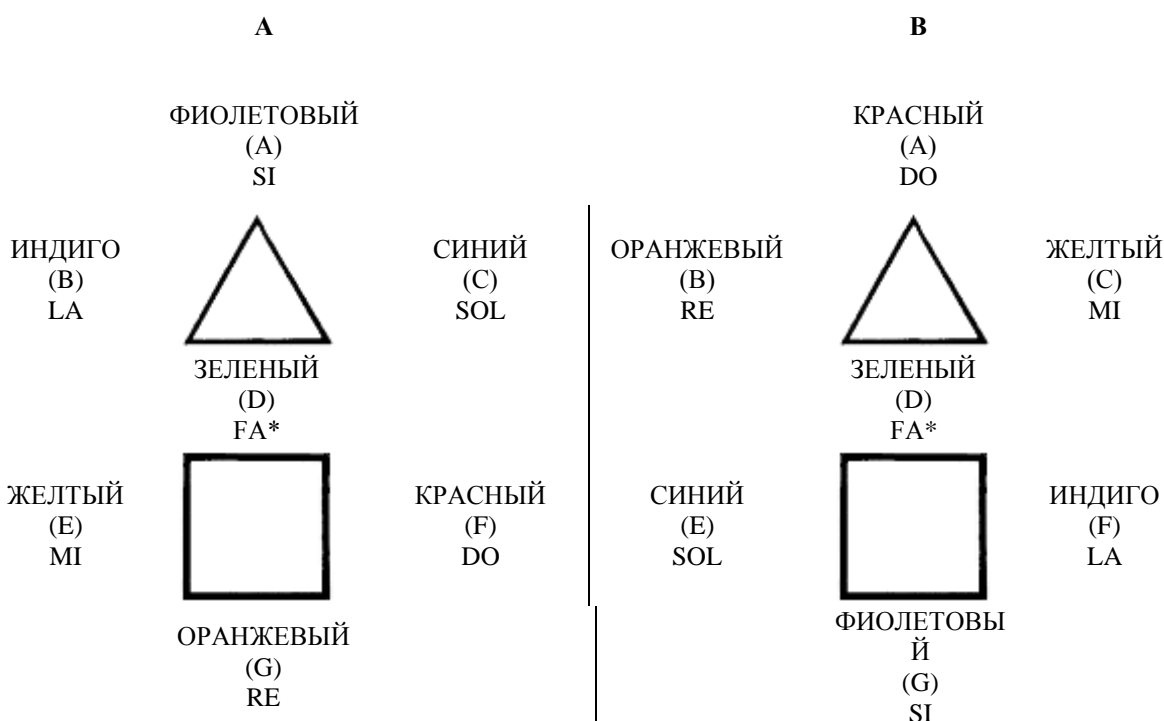 A
ФИОЛЕТОВЫЙ
(A)
SI
ИНДИГО
(B)
LA
СИНИЙ
(C)
SOL
ЗЕЛЕНЫЙ
(D)
FA*
ЖЕЛТЫЙ
(E)
MI
КРАСНЫЙ
(F)
DO
ОРАНЖЕВЫЙ
(G)
RE
B
КРАСНЫЙ
(A)
DO
ОРАНЖЕВЫЙ
(B)
RE
ЖЕЛТЫЙ
(C)
MI
ЗЕЛЕНЫЙ
(D)
FA*
СИНИЙ
(E)
SOL
ИНДИГО
(F)
LA
ФИОЛЕТОВЫ
Й
(G)
SI